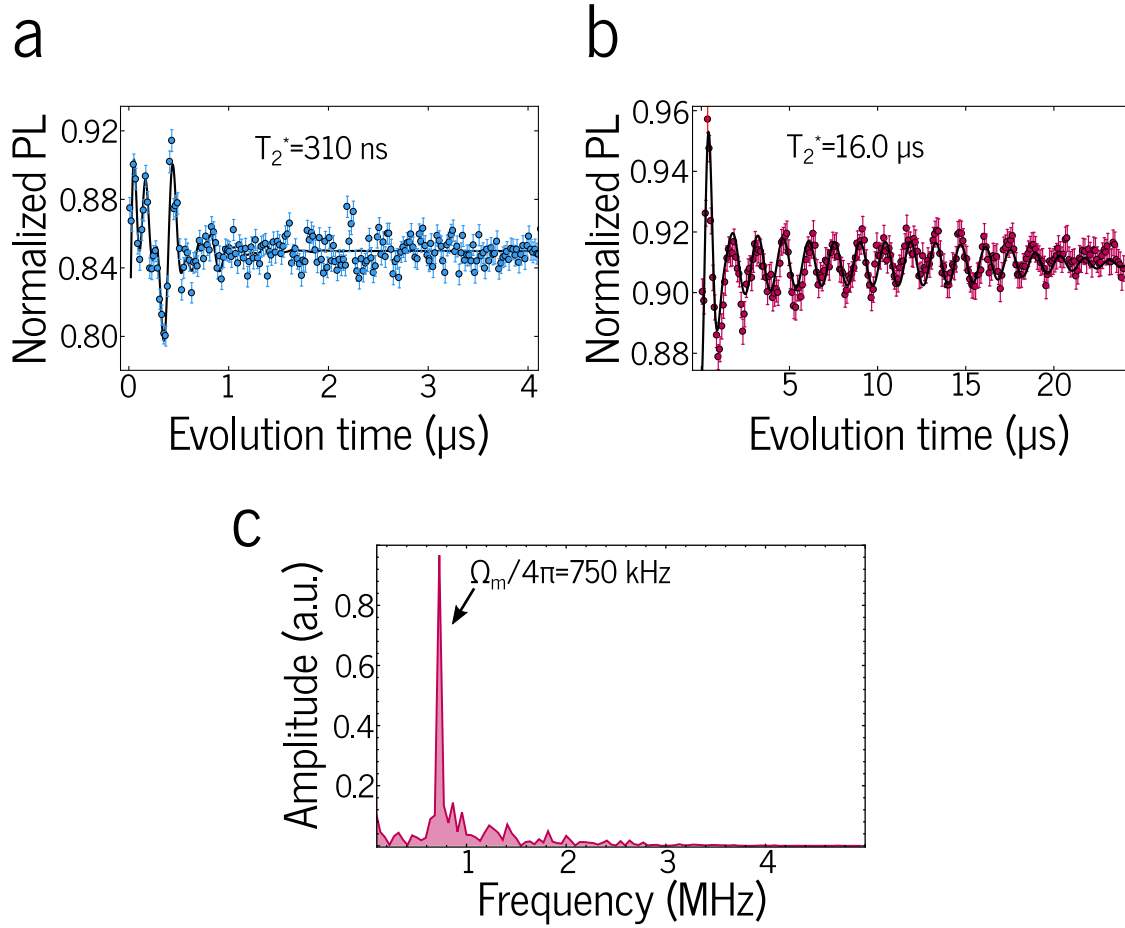 a
Normalized PL
0.92
0.88
0.84
0.80
T₂*=310 ns
0 1 2 3 4
Evolution time (μs)
b
Normalized PL
0.96
0.94
0.92
0.90
0.88
T₂*=16.0 μs
5 10 15 20
Evolution time (μs)
c
Amplitude (a.u.)
0.8
0.6
0.4
0.2
Ωₘ/4π=750 kHz
1 2 3 4
Frequency (MHz)